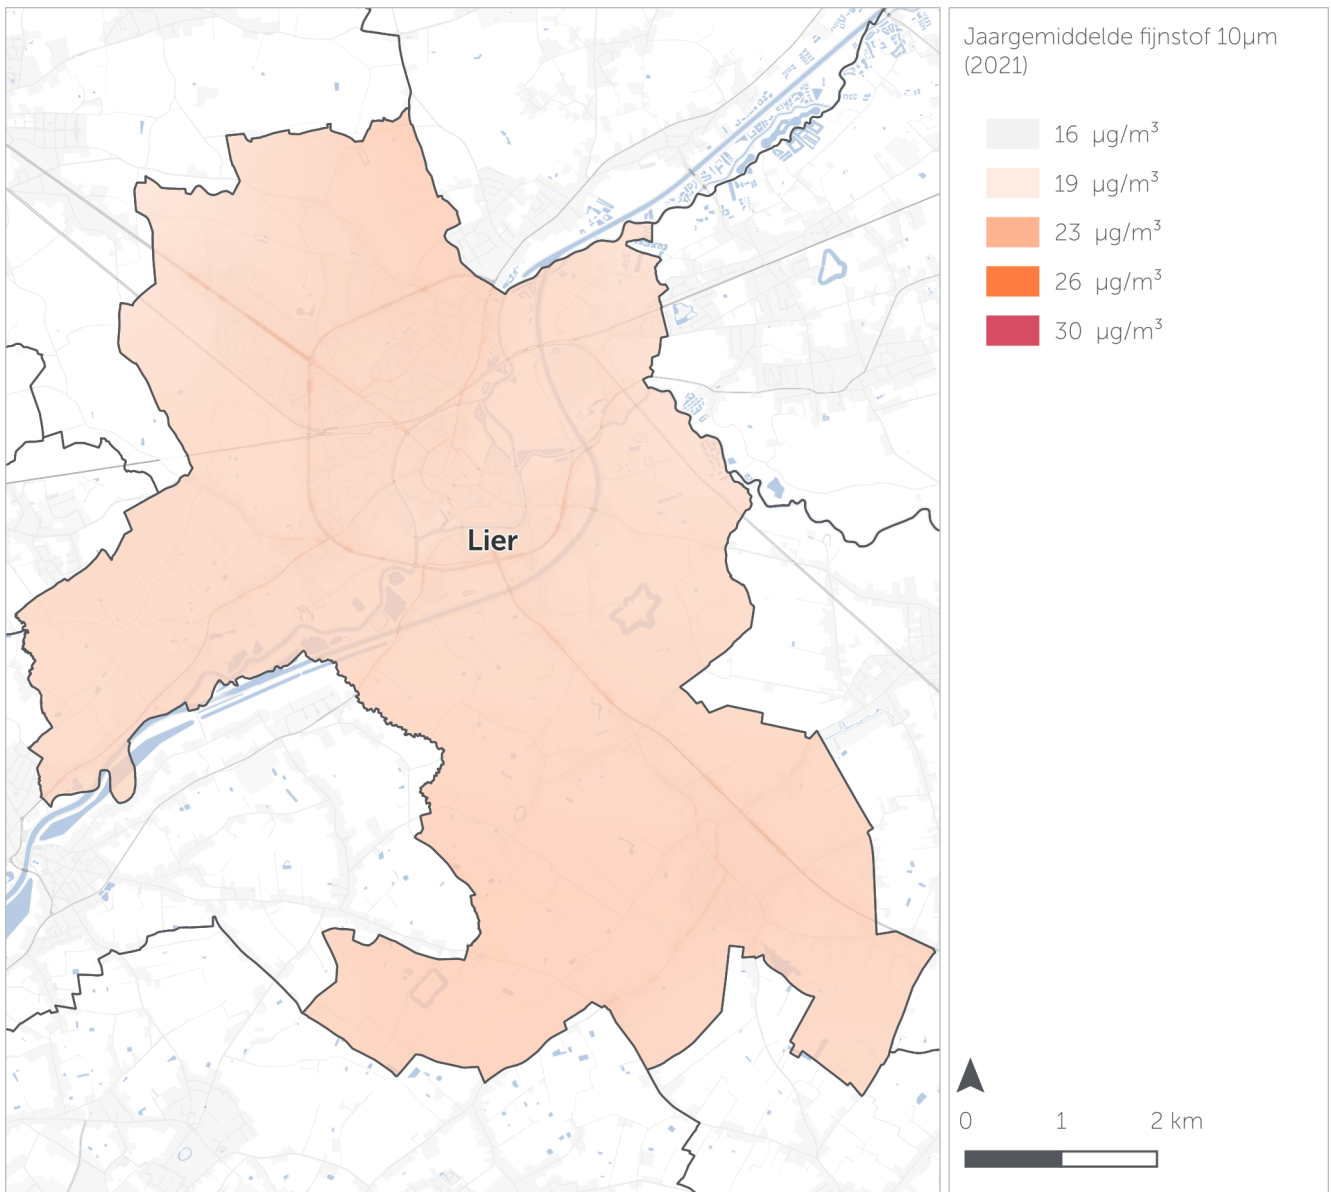 Jaargemiddelde fijnstof 10µm
(2021)
16 µg/m³
19 µg/m³
23 µg/m³
26 µg/m³
30 µg/m³
Lier
0 1 2 km